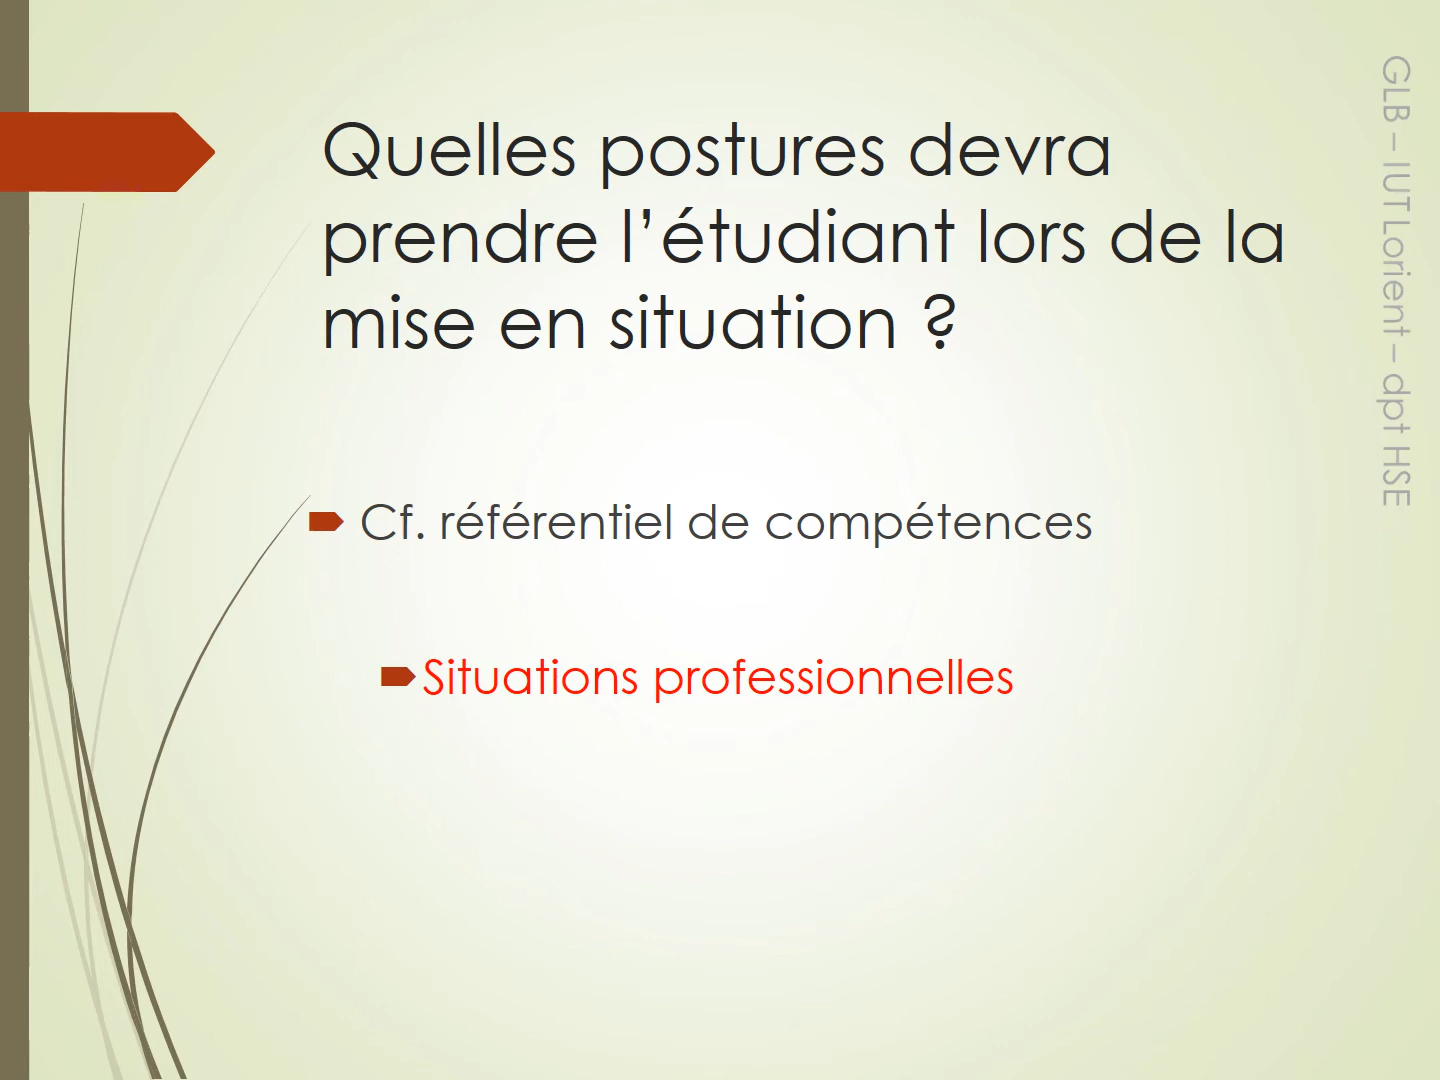 Quelles postures devra
prendre l’étudiant lors de la
mise en situation ?
Cf. référentiel de compétences
Situations professionnelles
GLB – IUT Lorient – dpt HSE